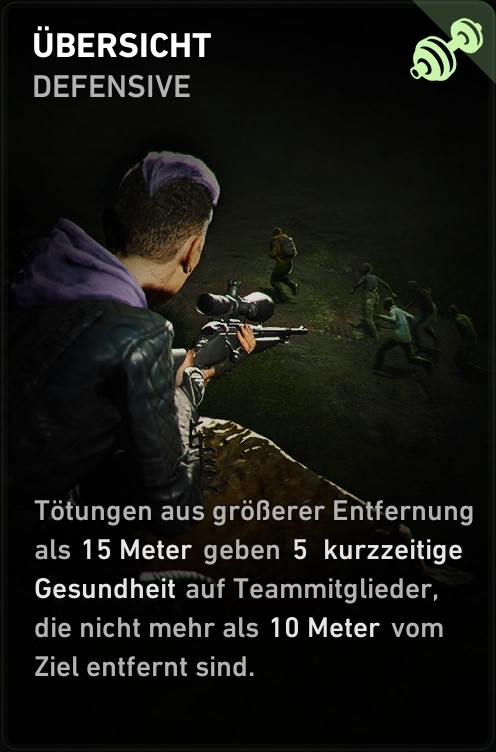 ÜBERSICHT
DEFENSIVE
Tötungen aus größerer Entfernung
als 15 Meter geben 5 kurzzeitige
Gesundheit auf Teammitglieder,
die nicht mehr als 10 Meter vom
Ziel entfernt sind.